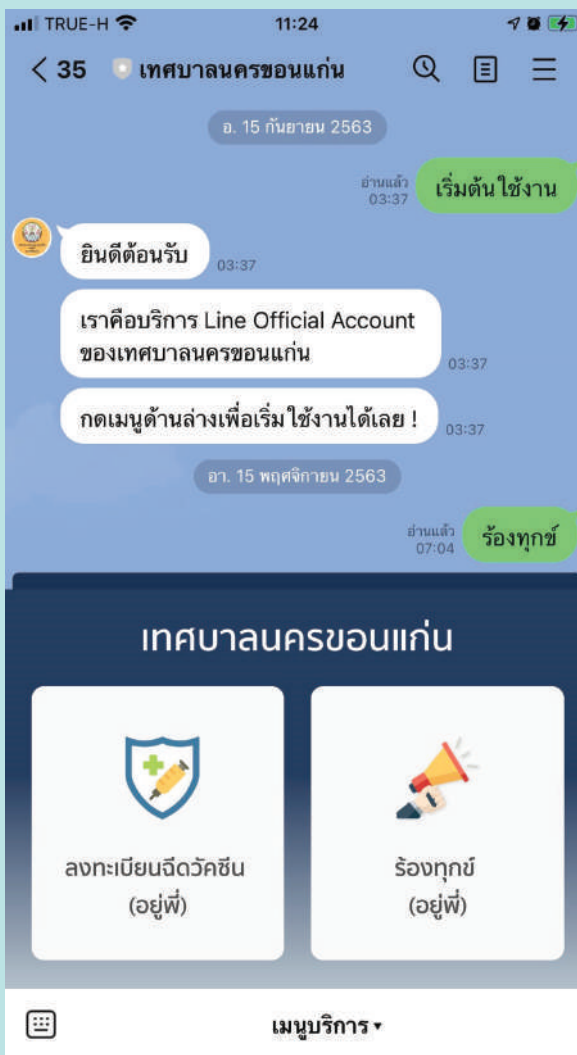 TRUE-H 11:24
35 เทศบาลนครขอนแก่น
อ. 15 กันยายน 2563
อ่านแล้ว
03:37
เริ่มต้นใช้งาน
ยินดีต้อนรับ
03:37
เราคือบริการ Line Official Account
ของเทศบาลนครขอนแก่น
03:37
กดเมนูด้านล่างเพื่อเริ่มใช้งานได้เลย !
03:37
อา. 15 พฤศจิกายน 2563
อ่านแล้ว
07:04
ร้องทุกข์
เทศบาลนครขอนแก่น
ลงทะเบียนฉีดวัคซีน
(อยู่พี่)
ร้องทุกข์
(อยู่พี่)
เมนูบริการ